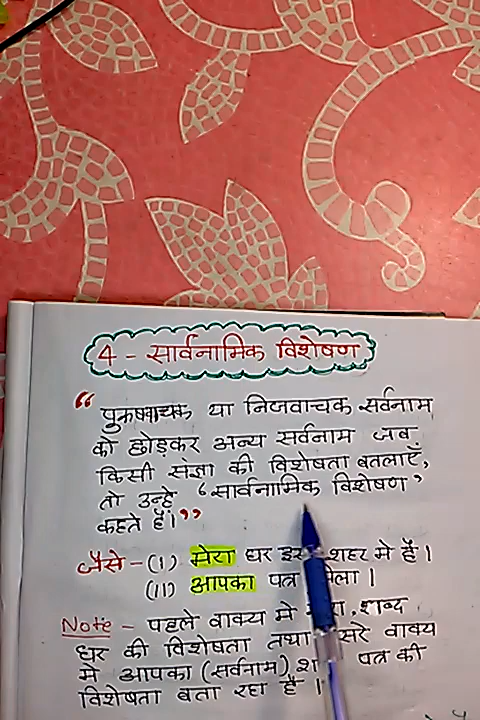 4 - सार्वनामिक विशेषण
“ पुरुषवाचक या निजवाचक सर्वनाम
को छोड़कर अन्य सर्वनाम जब
किसी संज्ञा की विशेषता बतलाएँ,
तो उन्हे ‘सार्वनामिक विशेषण’
कहते हैं।”
जैसे - (i) मेरा घर इस शहर मे है।
(ii) आपका पत्र मिला।
Note - पहले वाक्य मे मेरा शब्द
घर की विशेषता तथा दूसरे वाक्य
मे आपका (सर्वनाम) पत्र की
विशेषता बता रहा है।